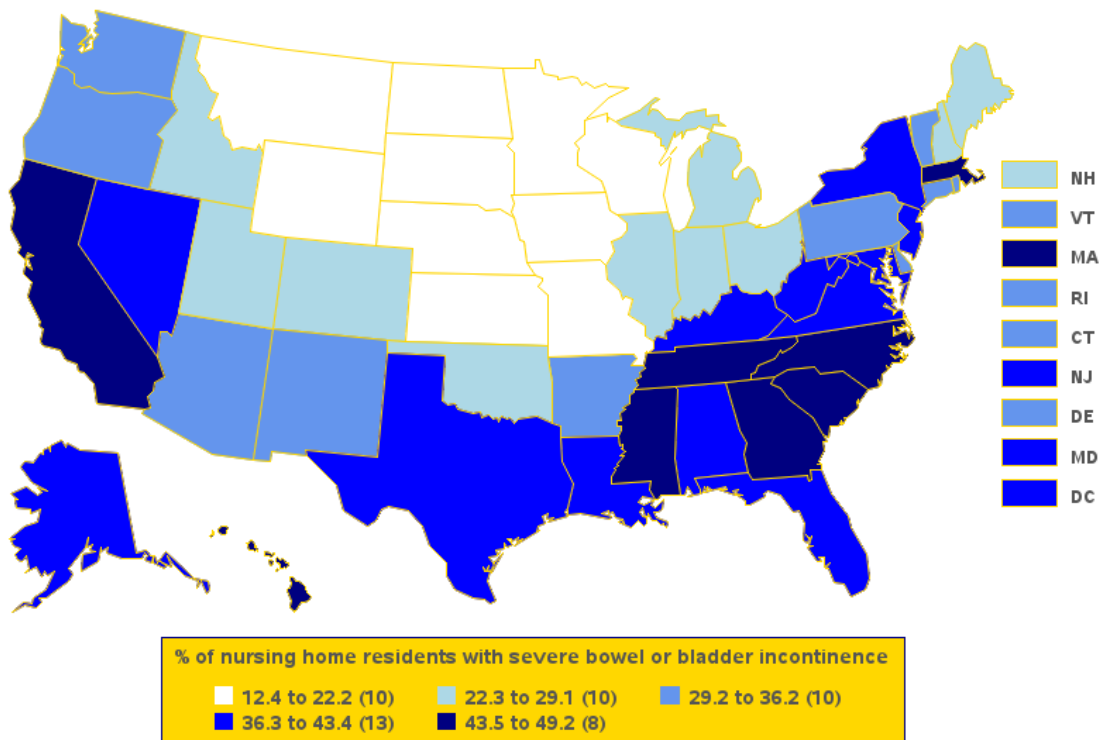 NH
VT
MA
RI
CT
NJ
DE
MD
DC
% of nursing home residents with severe bowel or bladder incontinence
12.4 to 22.2 (10) 22.3 to 29.1 (10) 29.2 to 36.2 (10)
36.3 to 43.4 (13) 43.5 to 49.2 (8)